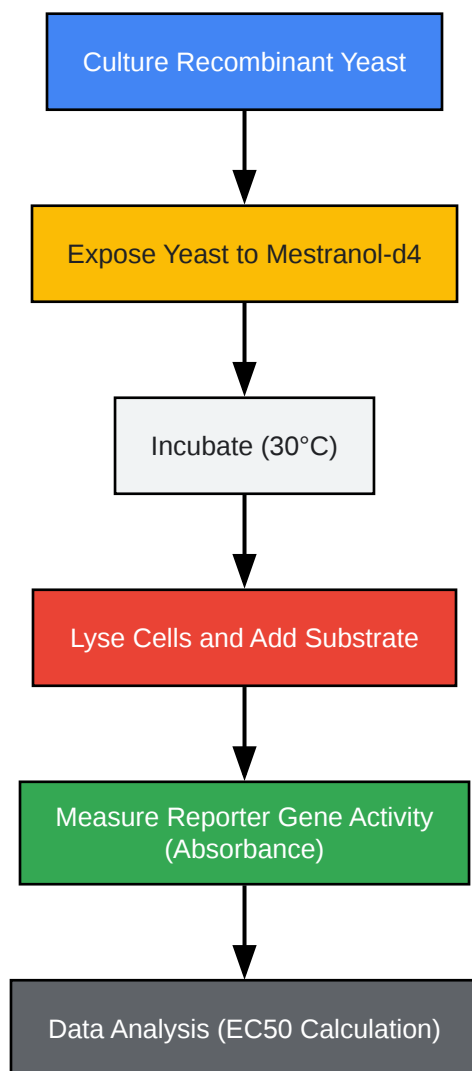 Culture Recombinant Yeast
Expose Yeast to Mestranol-d4
Incubate (30°C)
Lyse Cells and Add Substrate
Measure Reporter Gene Activity
(Absorbance)
Data Analysis (EC50 Calculation)